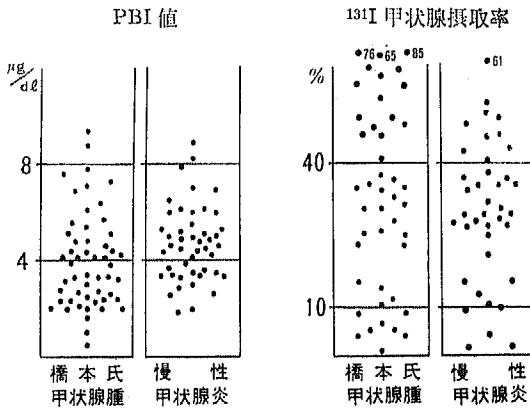 PBI 値
¹³¹I 甲状腺摂取率
μg/dl
8
4
橋本氏
甲状腺腫
慢性
甲状腺炎
%
40
10
76
65
85
61
橋本氏
甲状腺腫
慢性
甲状腺炎